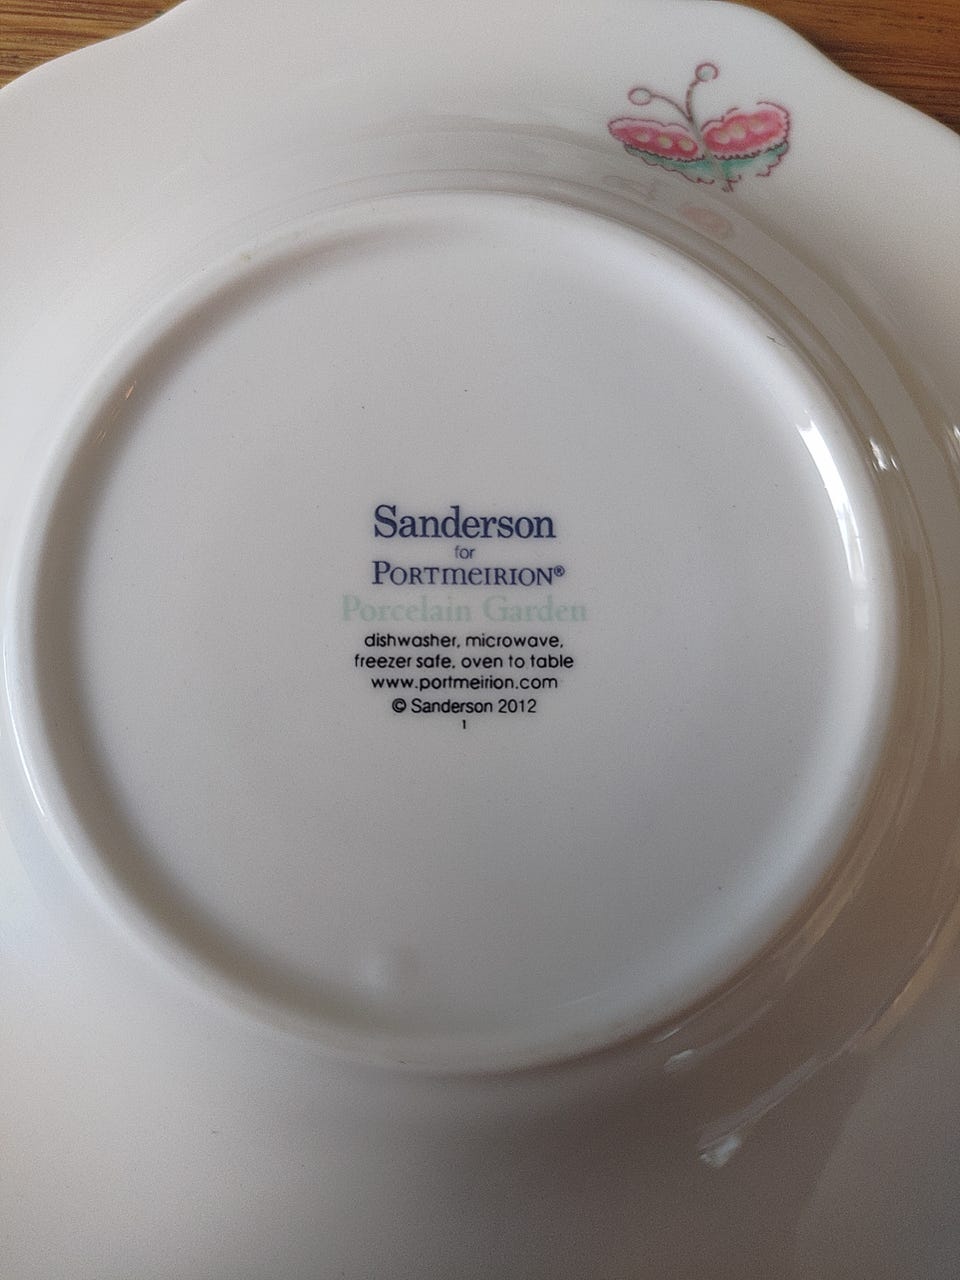 Sanderson
for
PORTMEIRION®
Porcelain Garden
dishwasher, microwave,
freezer safe, oven to table
www.portmeirion.com
© Sanderson 2012
1